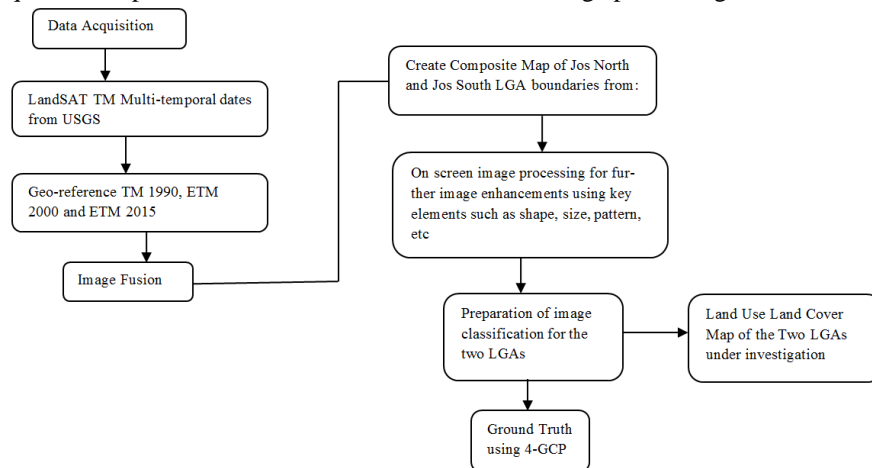 Data Acquisition
LandSAT TM Multi-temporal dates
from USGS
Geo-reference TM 1990, ETM
2000 and ETM 2015
Image Fusion
Create Composite Map of Jos North
and Jos South LGA boundaries from:
On screen image processing for fur-
ther image enhancements using key
elements such as shape, size, pattern,
etc
Preparation of image
classification for the
two LGAs
Land Use Land Cover
Map of the Two LGAs
under investigation
Ground Truth
using 4-GCP